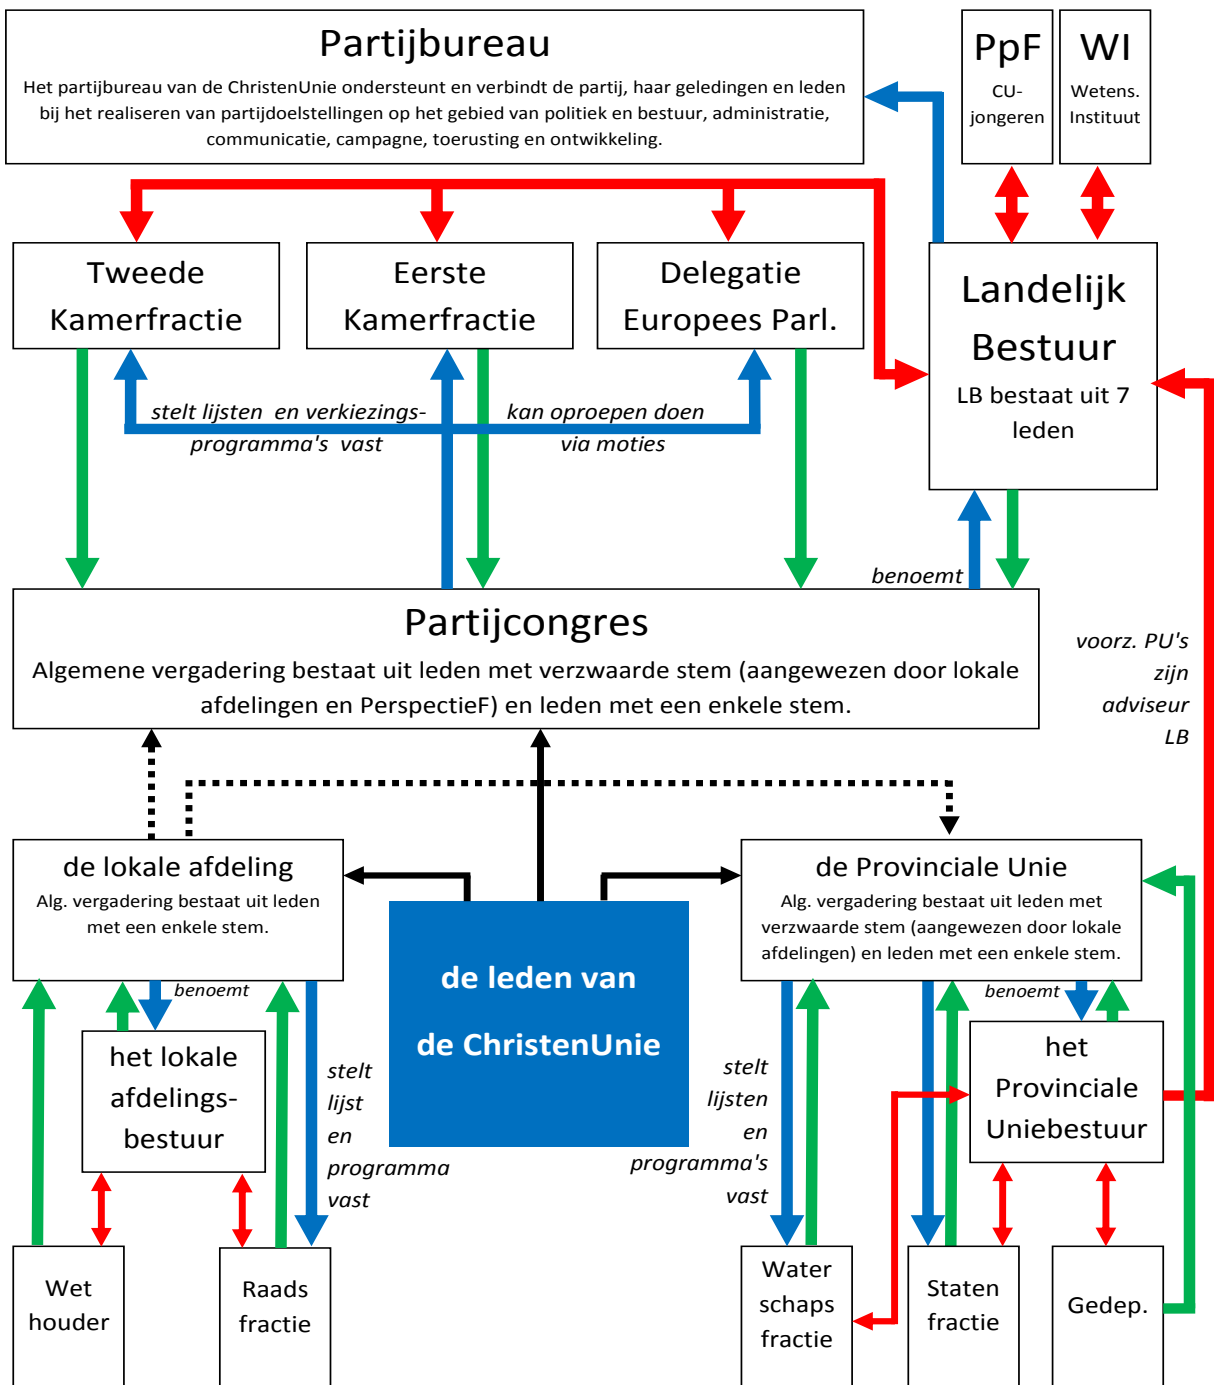 Partijbureau
Het partijbureau van de ChristenUnie ondersteunt en verbindt de partij, haar geledingen en leden
bij het realiseren van partijdoelstellingen op het gebied van politiek en bestuur, administratie,
communicatie, campagne, toerusting en ontwikkeling.
PpF
CU-
jongeren
WI
Wetens.
Instituut
Tweede
Kamerfractie
Eerste
Kamerfractie
Delegatie
Europees Parl.
Landelijk
Bestuur
LB bestaat uit 7
leden
stelt lijsten en verkiezings-
programma's vast
kan oproepen doen
via moties
benoemt
Partijcongres
Algemene vergadering bestaat uit leden met verzwaarde stem (aangewezen door lokale
afdelingen en PerspectieF) en leden met een enkele stem.
voorz. PU's
zijn
adviseur
LB
de lokale afdeling
Alg. vergadering bestaat uit leden
met een enkele stem.
de Provinciale Unie
Alg. vergadering bestaat uit leden met
verzwaarde stem (aangewezen door lokale
afdelingen) en leden met een enkele stem.
de leden van
de ChristenUnie
benoemt
het lokale
afdelings-
bestuur
stelt
lijst
en
programma
vast
stelt
lijsten
en
programma's
vast
benoemt
het
Provinciale
Uniebestuur
Wet
houder
Raads
fractie
Water
schaps
fractie
Staten
fractie
Gedep.